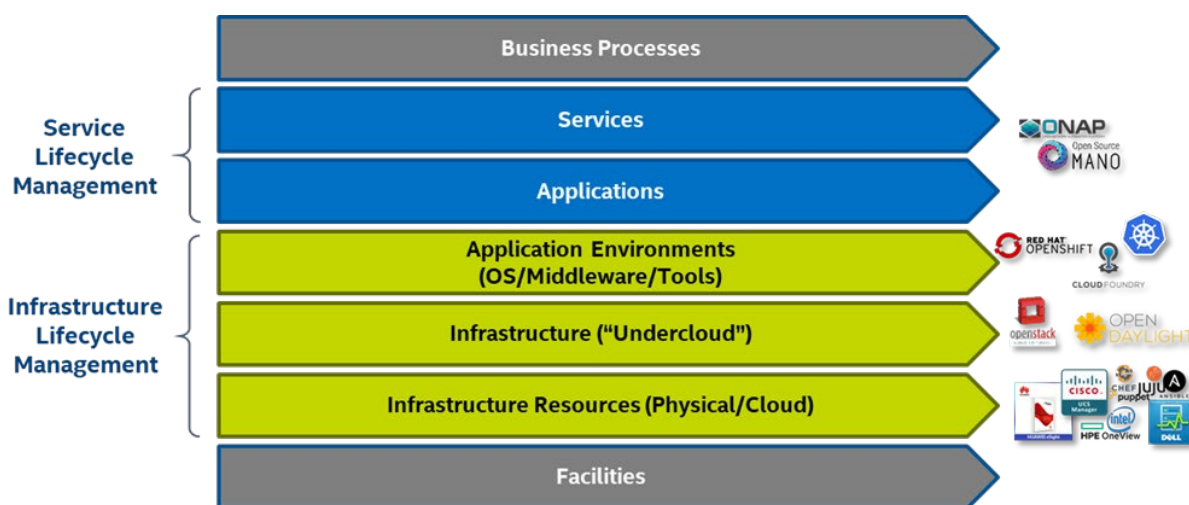 Business Processes
Service
Lifecycle
Management
Services
Applications
ONAP
Open Source
MANO
Infrastructure
Lifecycle
Management
Application Environments
(OS/Middleware/Tools)
Infrastructure (“Undercloud”)
Infrastructure Resources (Physical/Cloud)
RED HAT
OPENSHIFT
CLOUD FOUNDRY
openstack
OPEN
DAYLIGHT
CISCO
UCS
Manager
CHEF
puppet
JUJU
ANSIBLE
intel
HPE OneView
DELL
Facilities